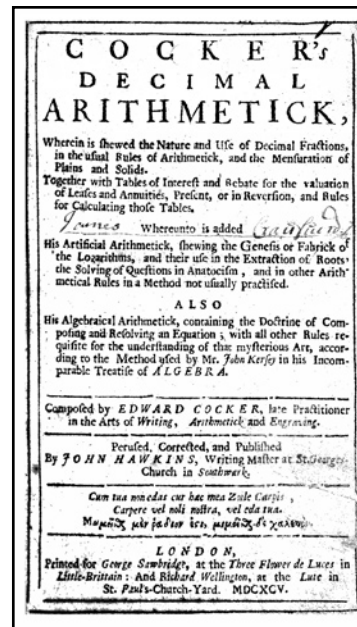 COCKER's
DECIMAL
ARITHMETICK,
Wherein is shewed the Nature and Use of Decimal Fractions,
in the usual Rules of Arithmetick, and the Mensuration of
Plains and Solids.
Together with Tables of Interest and Rebate for the valuation
of Leases and Annuities, Present, or in Reversion, and Rules
for Calculating those Tables.
Whereunto is added
His Artificial Arithmetick, shewing the Genesis or Fabrick of
the Logarithms, and their use in the Extraction of Roots,
the Solving of Questions in Anatocism, and in other Arith-
metical Rules in a Method not usually practised.
ALSO
His Algebraical Arithmetick, containing the Doctrine of Com-
posing and Resolving an Equation; with all other Rules re-
quisite for the understanding of that mysterious Art, accor-
ding to the Method used by Mr. John Kersey in his Incom-
parable Treatise of ALGEBRA.
Composed by EDWARD COCKER, late Practitioner
in the Arts of Writing, Arithmetick and Engraving.
Perused, Corrected, and Published
By JOHN HAWKINS, Writing Master at St. Georges
Church in Southwark.
Cum tua non edas cur hac mea Zoile Carpis,
Carpere vel noli nostra, vel eda tua.
LONDON,
Printed for George Sawbridge, at the Three Flower de Luces in
Little-Brittain: And Richard Wellington, at the Lute in
St. Paul's-Church-Yard. MDCXCV.